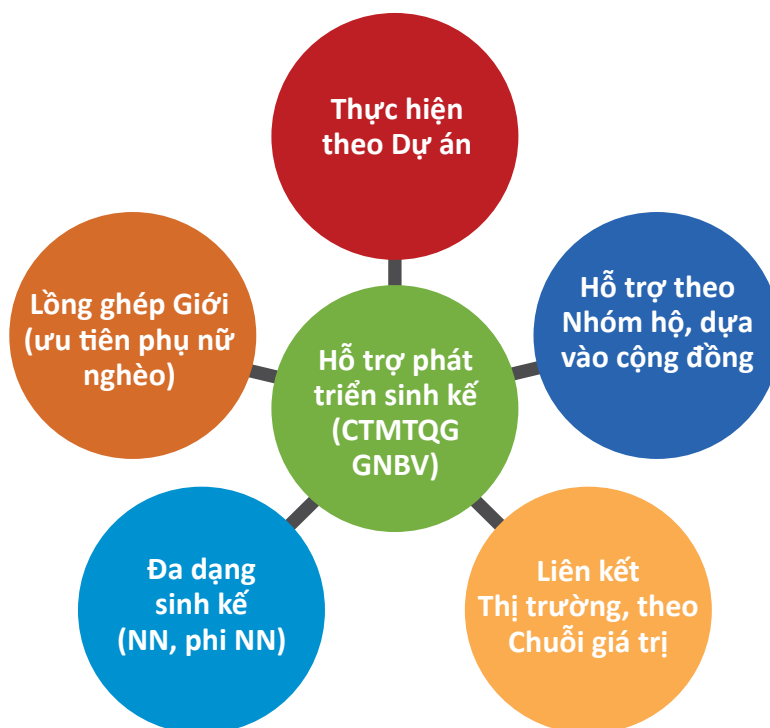 Thực hiện
theo Dự án
Hỗ trợ theo
Nhóm hộ, dựa
vào cộng đồng
Liên kết
Thị trường, theo
Chuỗi giá trị
Đa dạng
sinh kế
(NN, phi NN)
Lồng ghép Giới
(ưu tiên phụ nữ
nghèo)
Hỗ trợ phát
triển sinh kế
(CTMTQG
GNBV)